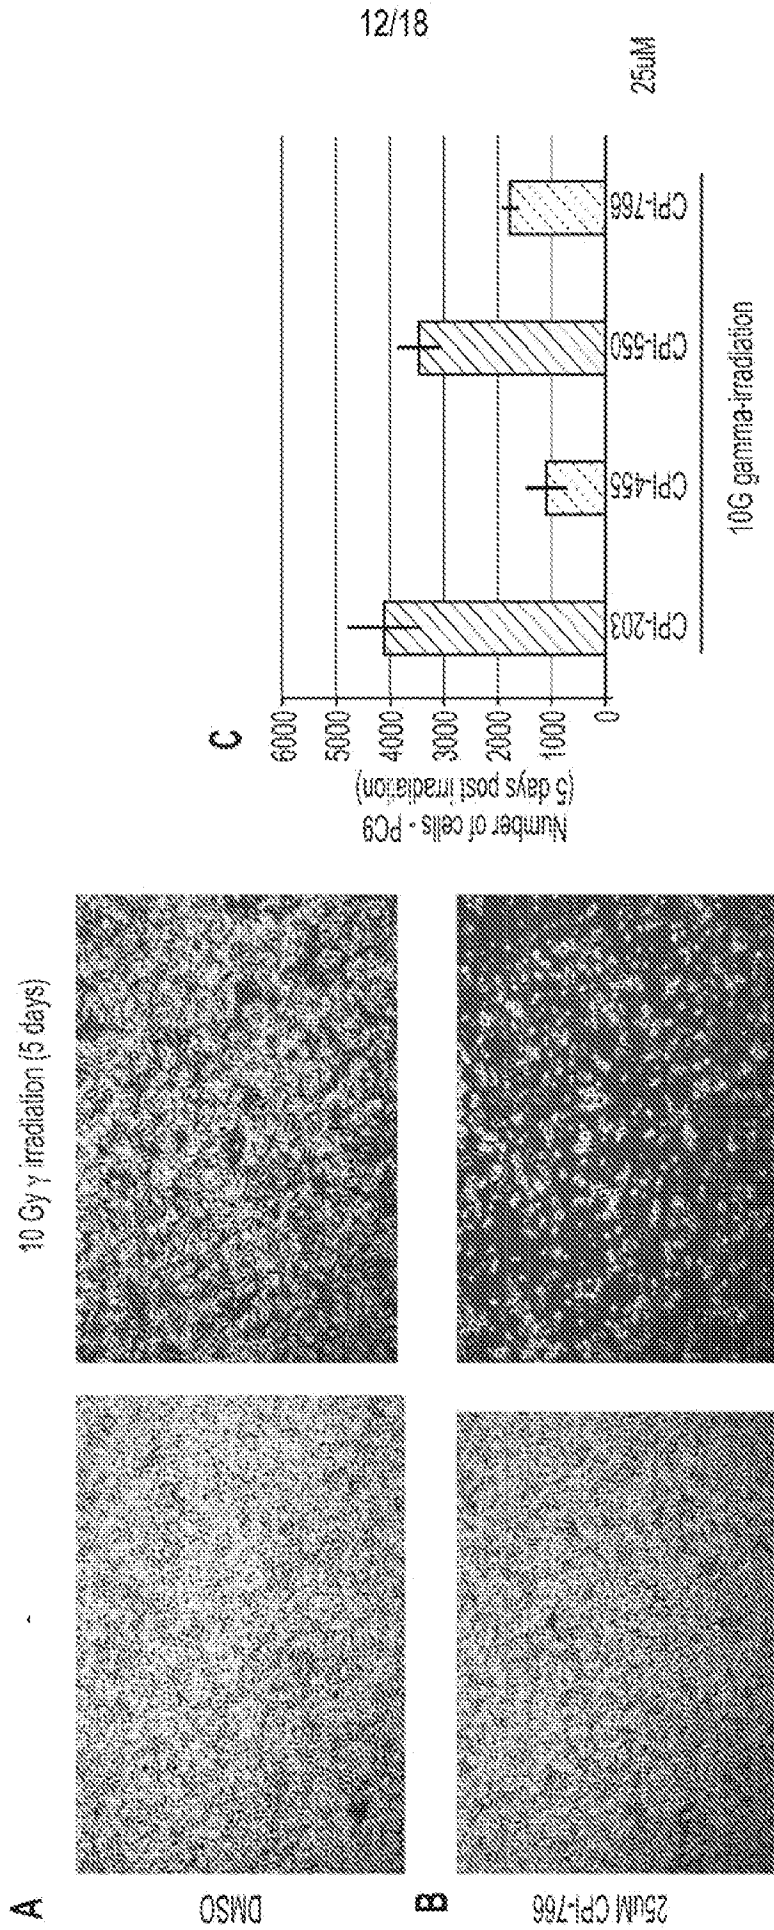 12/18
A
10 Gy γ irradiation (5 days)
DMSO
B
25uM CPI-766
C
Number of cells - PC9
(5 days post irradiation)
6000
5000
4000
3000
2000
1000
0
CPI-203
CPI-455
CPI-550
CPI-766
25uM
10G gamma-irradiation